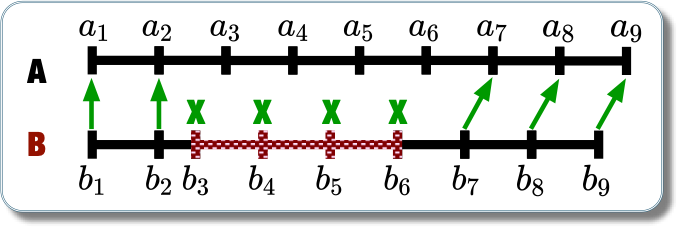 a₁ a₂ a₃ a₄ a₅ a₆ a₇ a₈ a₉
A
x x x x
B
b₁ b₂ b₃ b₄ b₅ b₆ b₇ b₈ b₉